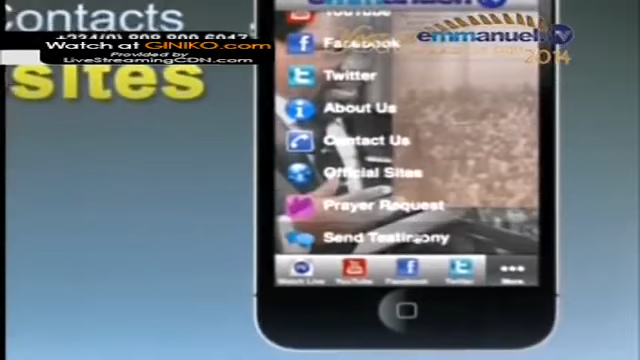 Contacts
Watch at GINIKO.com
Provided by
LiveStreamingCDN.com
sites
emmanuel TV
2014
YouTube
Facebook
Twitter
About Us
Contact Us
Official Sites
Prayer Request
Send Testimony
Watch Live
YouTube
Facebook
Twitter
More